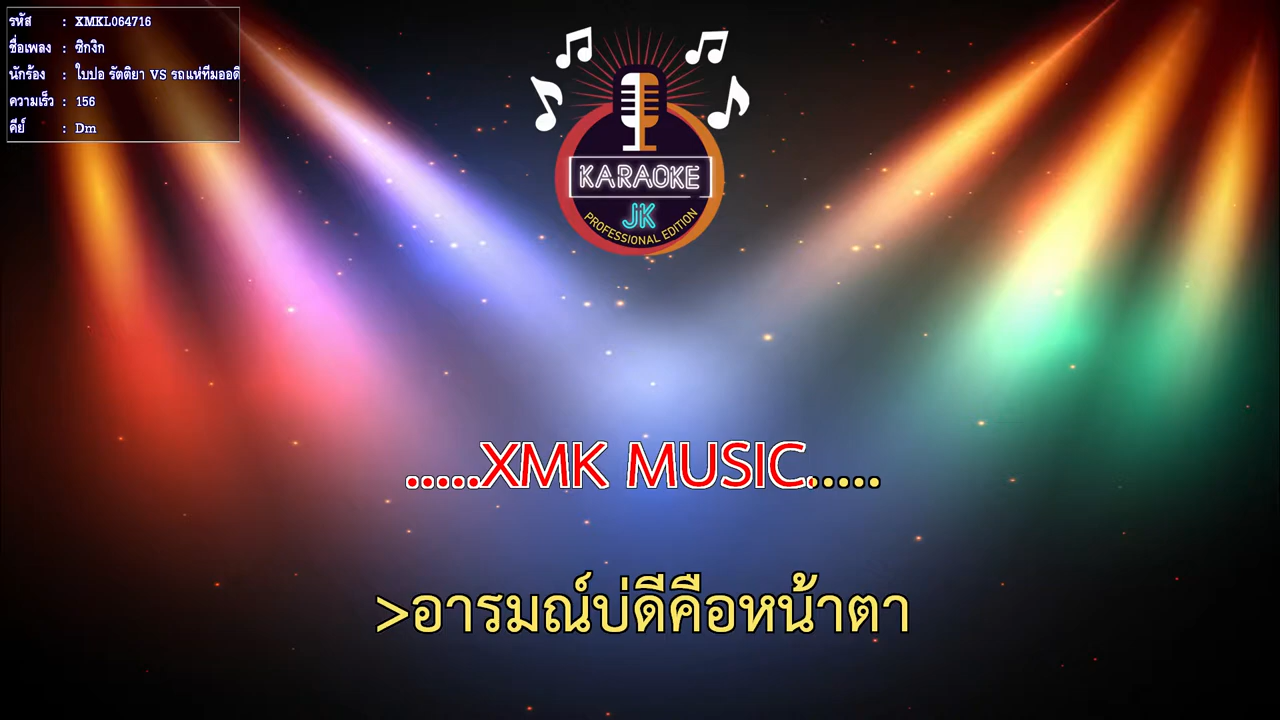 รหัส : XMKL064716
ชื่อเพลง : ซิกงิก
นักร้อง : ใบปอ รัตติยา VS รถแห่ทีมออดิ
ความเร็ว : 156
คีย์ : Dm
KARAOKE
JK
PROFESSIONAL EDITION
.....XMK MUSIC.....
>อารมณ์บ่ดีคือหน้าตา